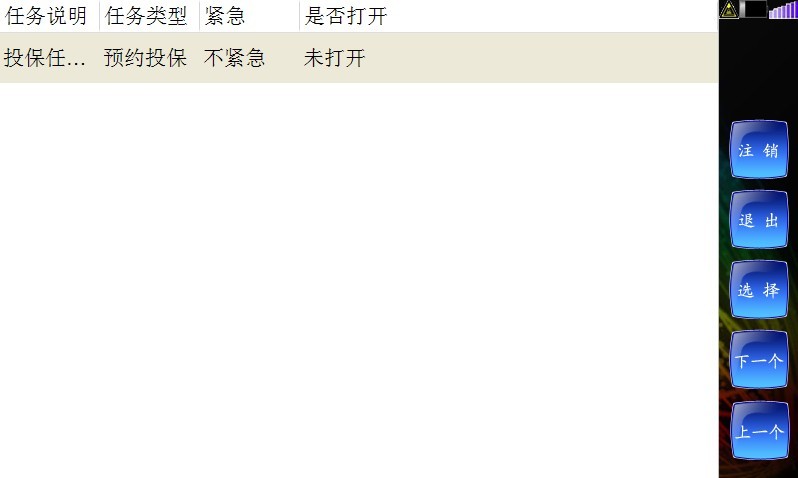 任务说明 任务类型 紧急 是否打开
投保任... 预约投保 不紧急 未打开
注 销
退 出
选 择
下一个
上一个